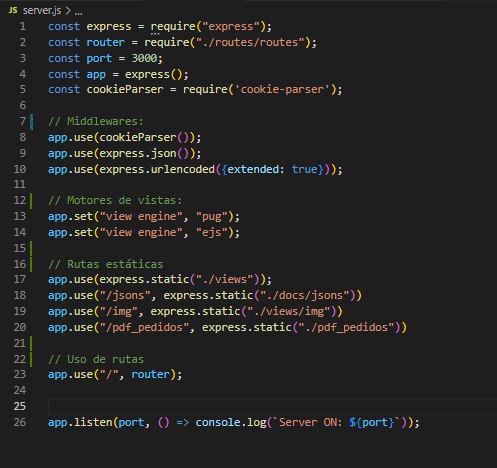 JS server.js > ...
1 const express = require("express");
2 const router = require("./routes/routes");
3 const port = 3000;
4 const app = express();
5 const cookieParser = require('cookie-parser');
6
7 // Middlewares:
8 app.use(cookieParser());
9 app.use(express.json());
10 app.use(express.urlencoded({extended: true}));
11
12 // Motores de vistas:
13 app.set("view engine", "pug");
14 app.set("view engine", "ejs");
15
16 // Rutas estáticas
17 app.use(express.static("./views"));
18 app.use("/jsons", express.static("./docs/jsons"))
19 app.use("/img", express.static("./views/img"))
20 app.use("/pdf_pedidos", express.static("./pdf_pedidos"))
21
22 // Uso de rutas
23 app.use("/", router);
24
25
26 app.listen(port, () => console.log(`Server ON: ${port}`));